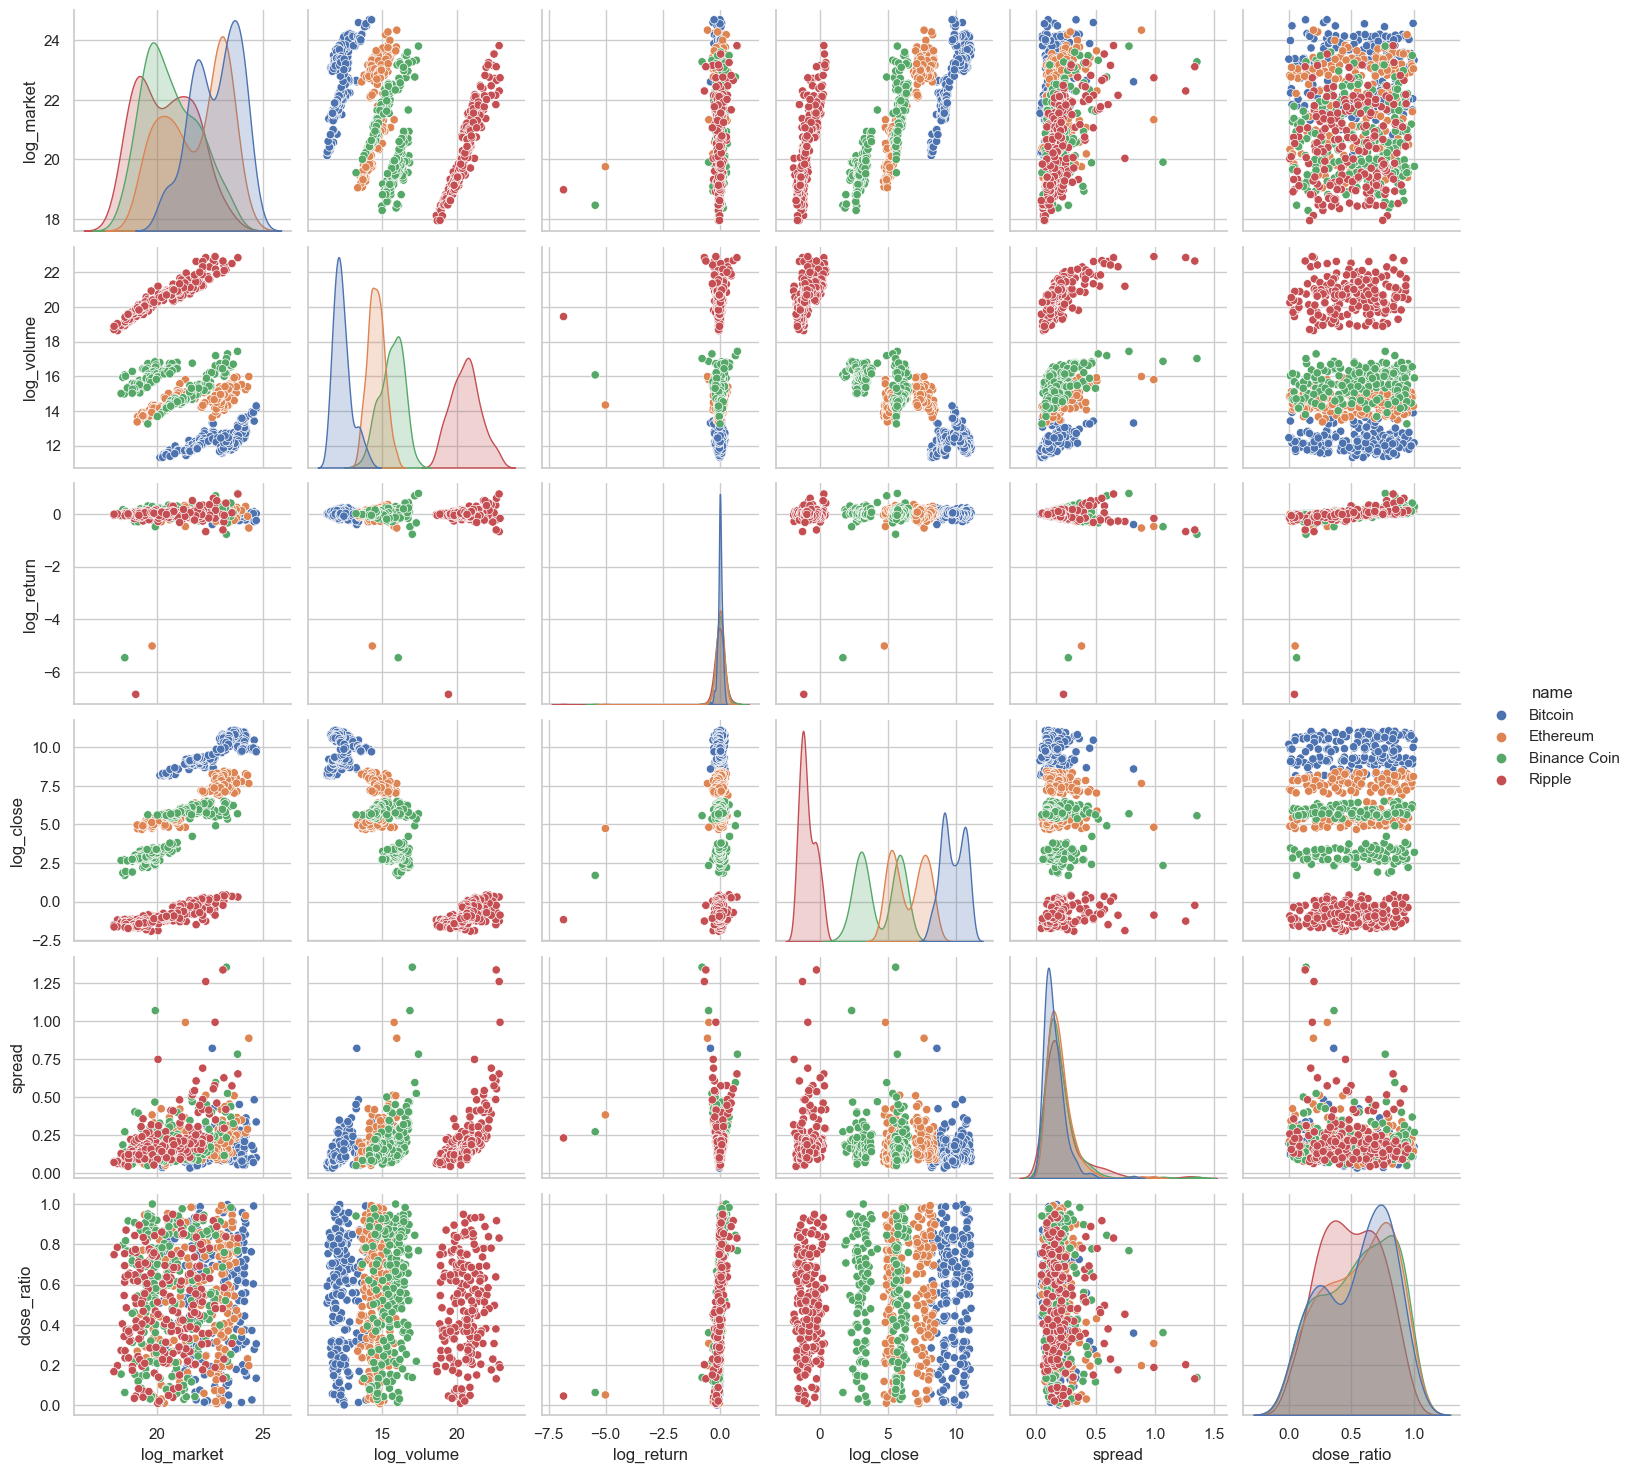 log_market
24
22
20
18
log_volume
22
20
18
16
14
12
log_return
0
−2
−4
−6
log_close
10.0
7.5
5.0
2.5
0.0
−2.5
spread
1.25
1.00
0.75
0.50
0.25
0.00
close_ratio
1.0
0.8
0.6
0.4
0.2
0.0
20 25
15 20
−7.5 −5.0 −2.5 0.0
0 10
0.0 0.5 1.0 1.5
0.0 0.5 1.0
log_market
log_volume
log_return
log_close
spread
close_ratio
name
Bitcoin
Ethereum
Binance Coin
Ripple